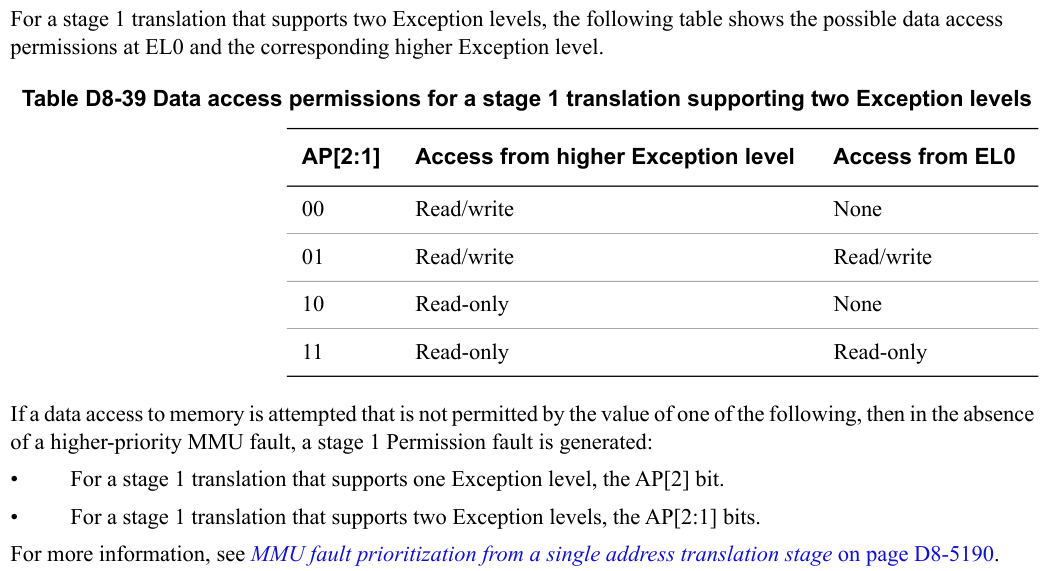 For a stage 1 translation that supports two Exception levels, the following table shows the possible data access
permissions at EL0 and the corresponding higher Exception level.
Table D8-39 Data access permissions for a stage 1 translation supporting two Exception levels
AP[2:1] Access from higher Exception level Access from EL0
00 Read/write None
01 Read/write Read/write
10 Read-only None
11 Read-only Read-only
If a data access to memory is attempted that is not permitted by the value of one of the following, then in the absence
of a higher-priority MMU fault, a stage 1 Permission fault is generated:
• For a stage 1 translation that supports one Exception level, the AP[2] bit.
• For a stage 1 translation that supports two Exception levels, the AP[2:1] bits.
For more information, see MMU fault prioritization from a single address translation stage on page D8-5190.